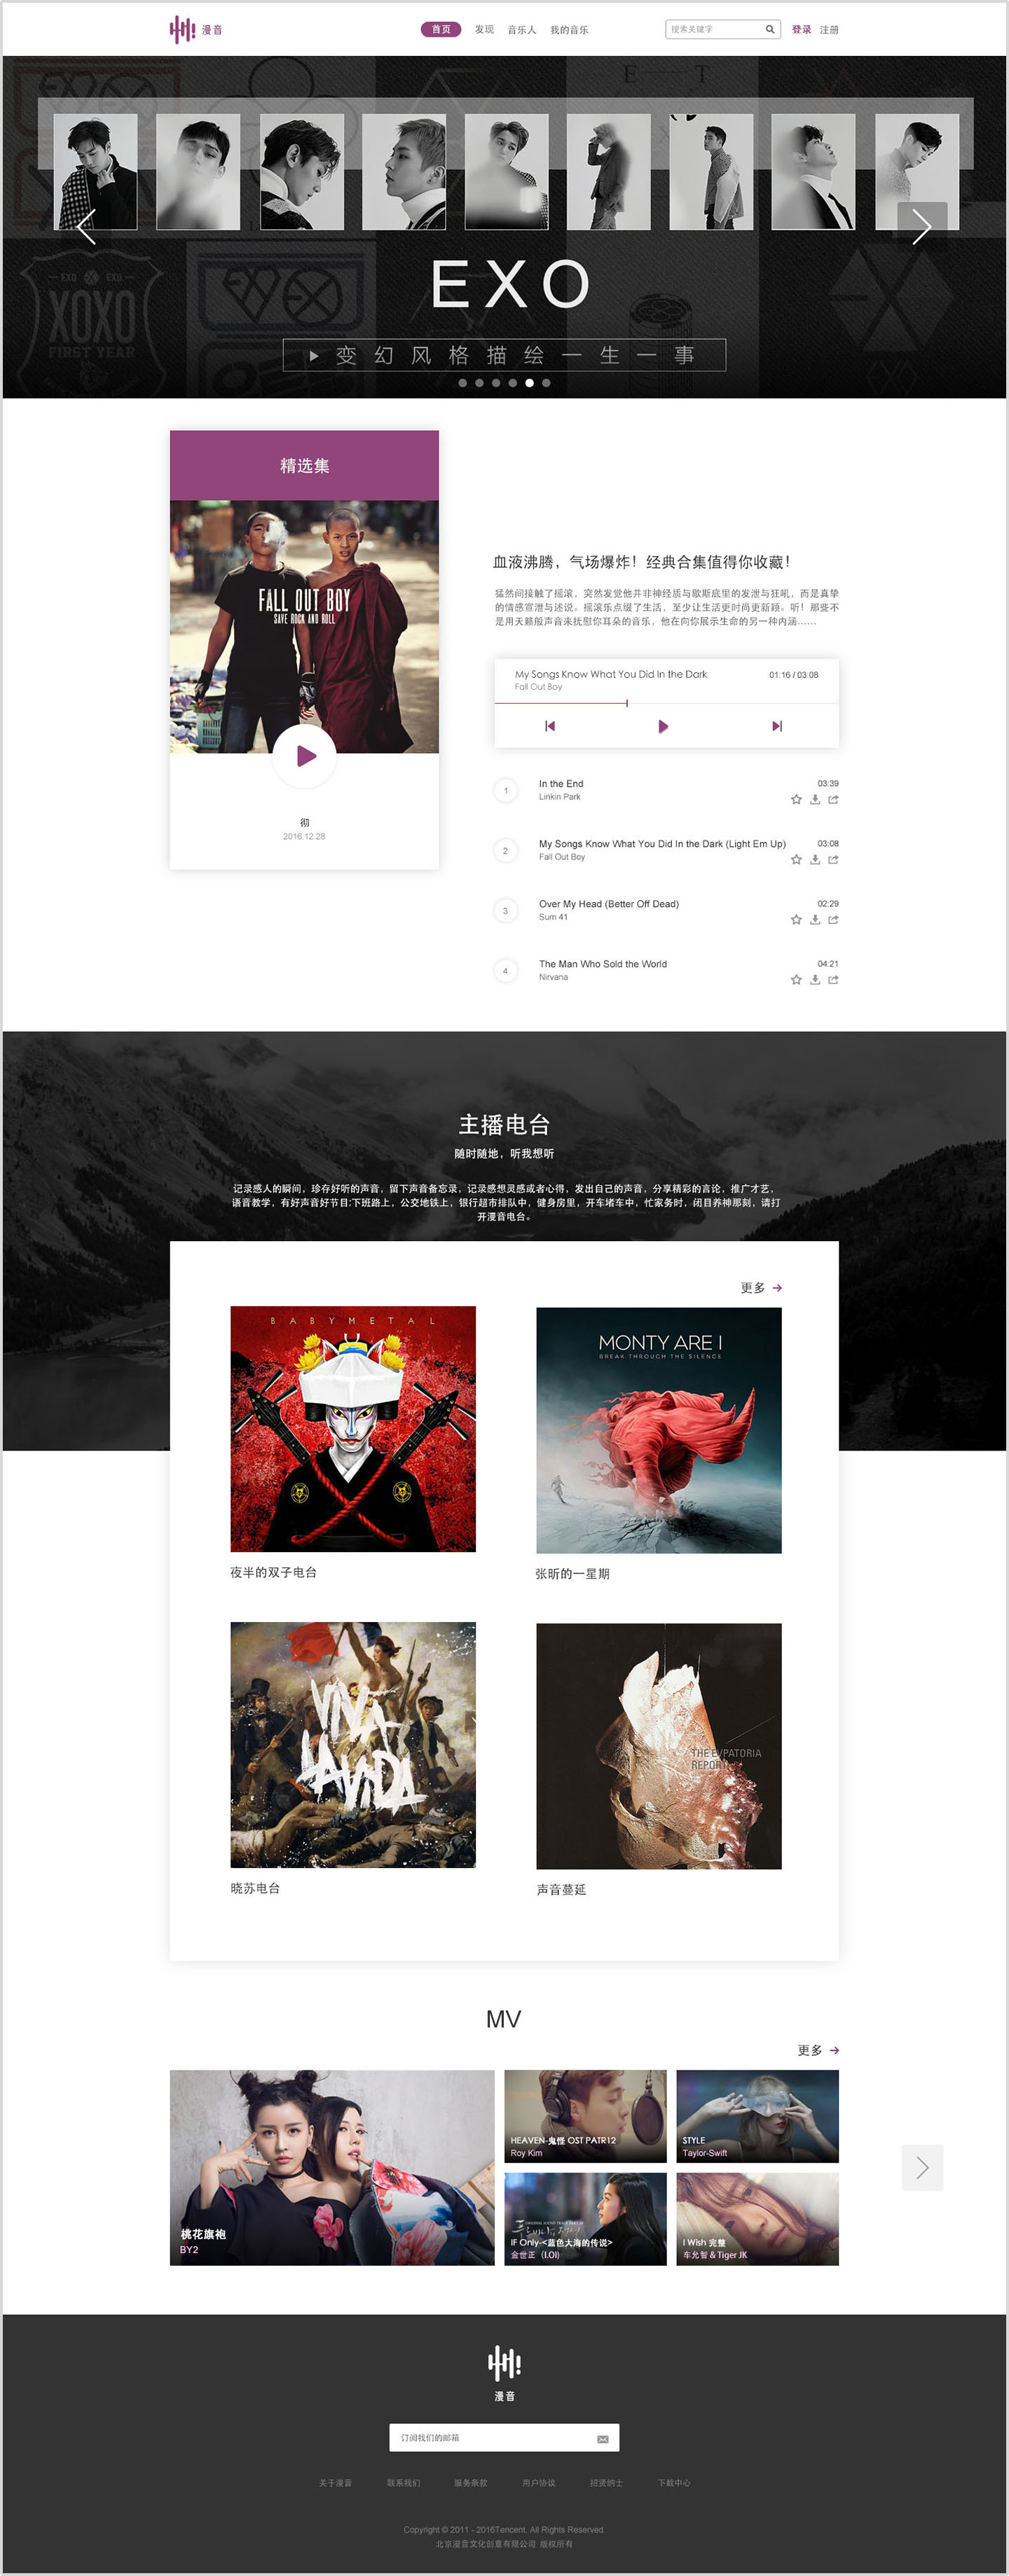 漫音
首页 发现 音乐人 我的音乐
搜索关键字
登录 注册
E T
EXO EXO
XOXO
FIRST YEAR
EXO
EXO
EXO
变幻风格描绘一生一事
精选集
FALL OUT BOY
SAVE ROCK AND ROLL
彻
2016.12.28
血液沸腾，气场爆炸！经典合集值得你收藏！
猛然间接触了摇滚，突然发觉他并非神经质与歇斯底里的发泄与狂吼，而是真挚
的情感宣泄与述说。摇滚乐点缀了生活，至少让生活更时尚更新颖。听！那些不
是用天籁般声音来抚慰你耳朵的音乐，他在向你展示生命的另一种内涵......
My Songs Know What You Did In the Dark 01:16 / 03:08
Fall Out Boy
1 In the End 03:39
Linkin Park
2 My Songs Know What You Did In the Dark (Light Em Up) 03:08
Fall Out Boy
3 Over My Head (Better Off Dead) 02:29
Sum 41
4 The Man Who Sold the World 04:21
Nirvana
主播电台
随时随地，听我想听
记录感人的瞬间，珍存好听的声音，留下声音备忘录，记录感想灵感或者心得，发出自己的声音，分享精彩的言论，推广才艺，
语音教学，有好声音好节目:下班路上，公交地铁上，银行超市排队中，健身房里，开车堵车中，忙家务时，闭目养神那刻，请打
开漫音电台。
更多
BABYMETAL
MONTY ARE I
BREAK THROUGH THE SILENCE
夜半的双子电台
张昕的一星期
VIVA
LA VIDA
THE EVPATORIA
REPORT
晓苏电台
声音蔓延
MV
更多
桃花旗袍
BY2
HEAVEN-鬼怪 OST PATR12
Roy Kim
STYLE
Taylor-Swift
IF Only-<蓝色大海的传说>
金世正（I.OI)
I Wish 完整
车允智 & Tiger JK
漫音
订阅我们的邮箱
关于漫音 联系我们 服务条款 用户协议 招贤纳士 下载中心
Copyright © 2011 - 2016Tencent. All Rights Reserved.
北京漫音文化创意有限公司 版权所有